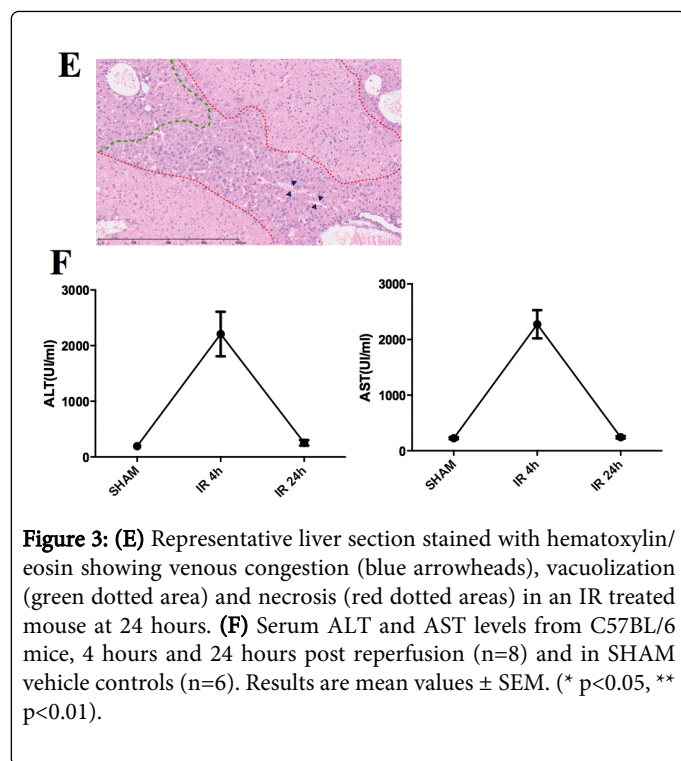 E
F
3000
2000
1000
0
ALT(UI/ml)
SHAM
IR 4h
IR 24h
3000
2000
1000
0
AST(UI/ml)
SHAM
IR 4h
IR 24h
Figure 3: (E) Representative liver section stained with hematoxylin/
eosin showing venous congestion (blue arrowheads), vacuolization
(green dotted area) and necrosis (red dotted areas) in an IR treated
mouse at 24 hours. (F) Serum ALT and AST levels from C57BL/6
mice, 4 hours and 24 hours post reperfusion (n=8) and in SHAM
vehicle controls (n=6). Results are mean values ± SEM. (* p<0.05, **
p<0.01).